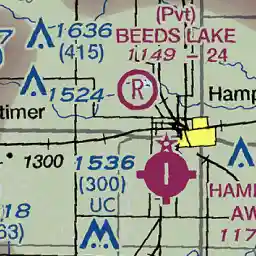 (Pvt)
1636
(415)
BEEDS LAKE
1149 - 24
1524
R
Hamp
timer
1300
1536
(300)
UC
HAM
AW
117
18
63)